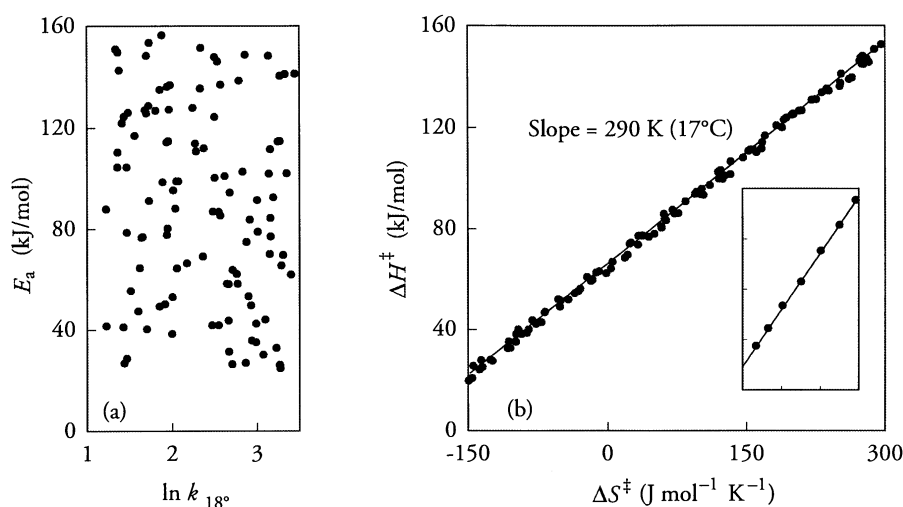 160
120
80
40
0
Eₐ (kJ/mol)
(a)
1 2 3
ln k 18°
160
120
80
40
0
ΔH‡ (kJ/mol)
Slope = 290 K (17°C)
(b)
-150 0 150 300
ΔS‡ (J mol⁻¹ K⁻¹)